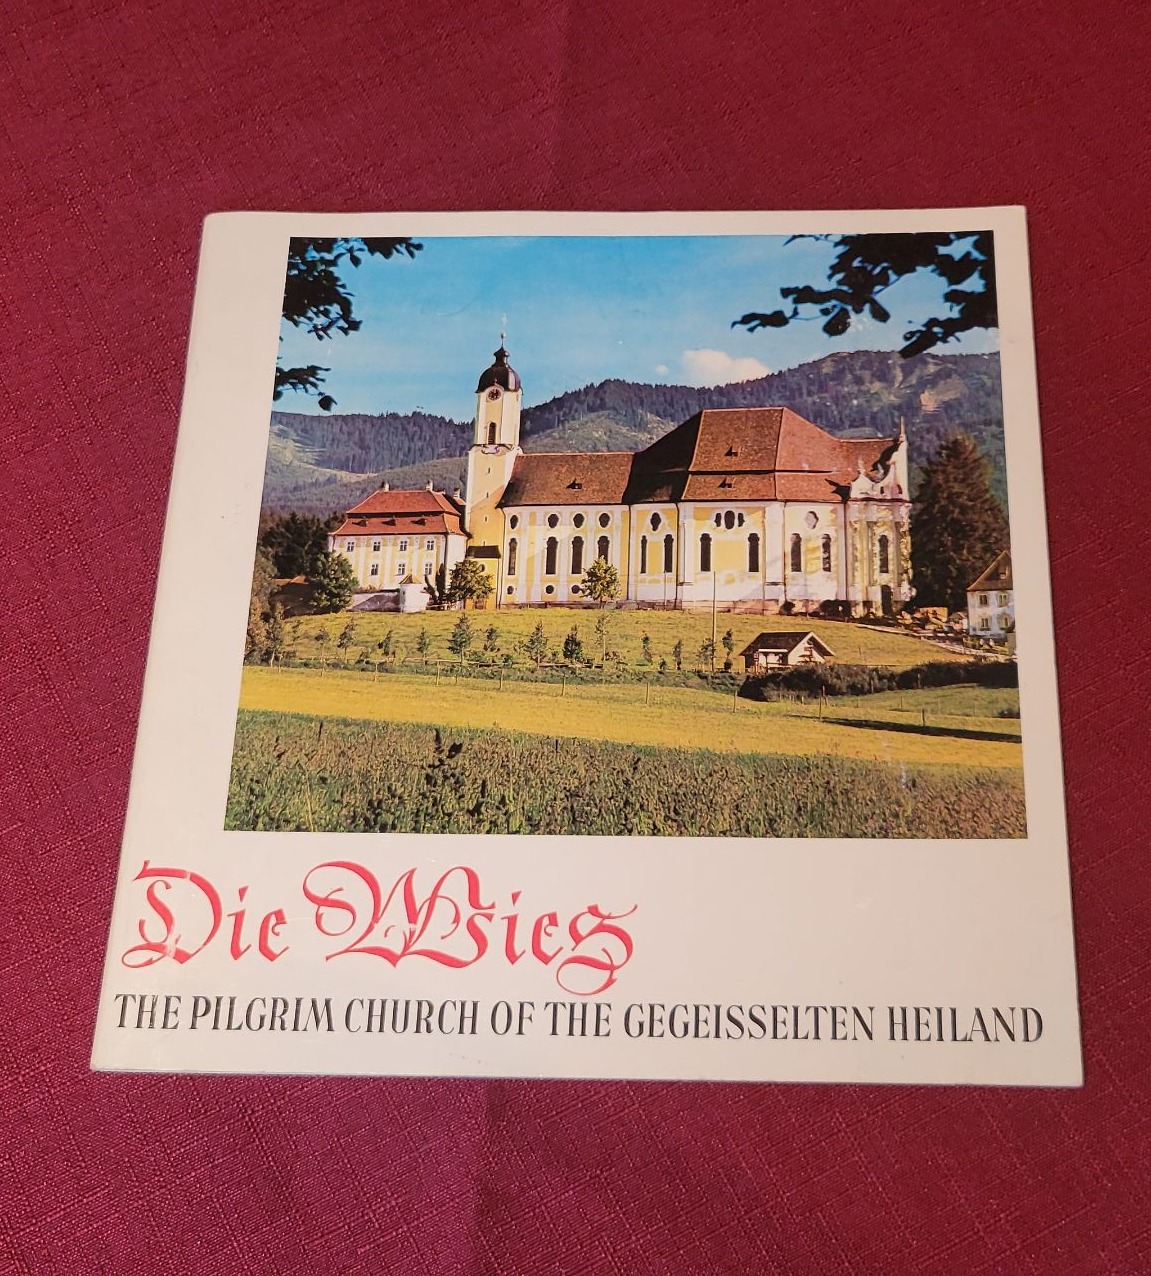 Die Wies
THE PILGRIM CHURCH OF THE GEGEISSELTEN HEILAND